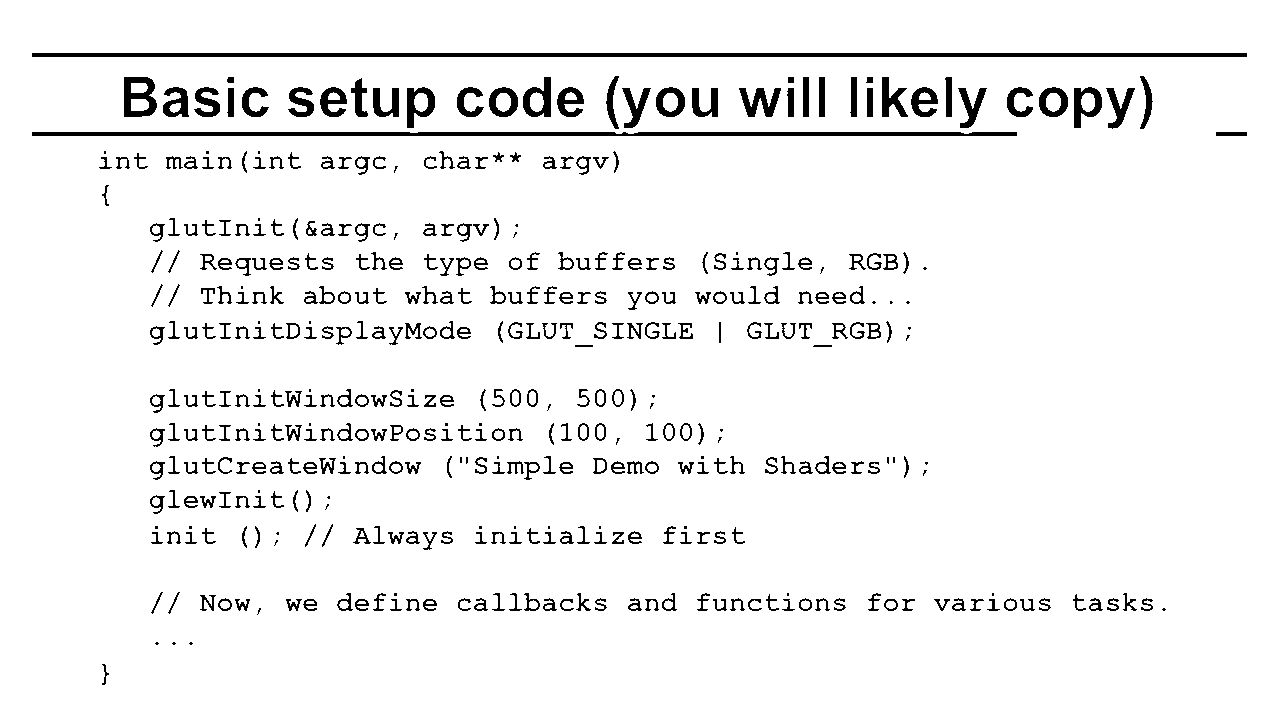 Basic setup code (you will likely copy)
int main(int argc, char** argv)
{
   glutInit(&argc, argv);
   // Requests the type of buffers (Single, RGB).
   // Think about what buffers you would need...
   glutInitDisplayMode (GLUT_SINGLE | GLUT_RGB);
   glutInitWindowSize (500, 500);
   glutInitWindowPosition (100, 100);
   glutCreateWindow ("Simple Demo with Shaders");
   glewInit();
   init (); // Always initialize first
   // Now, we define callbacks and functions for various tasks.
   ...
}